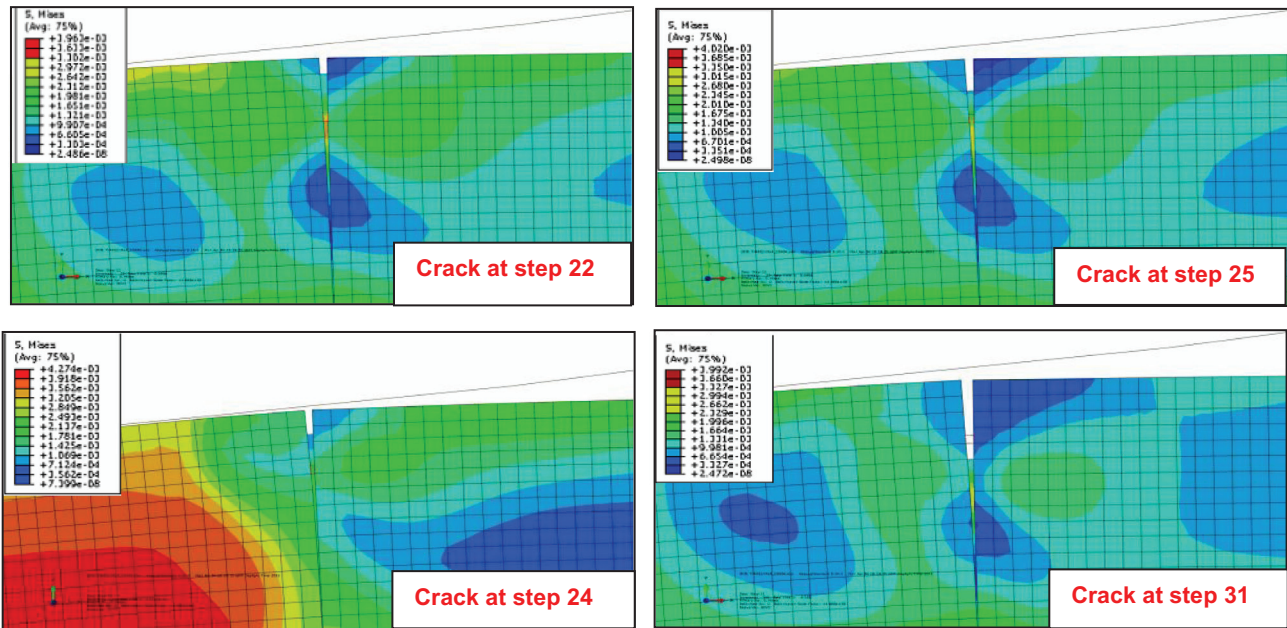 S, Mises
(Avg: 75%)
+3.963e-03
+3.633e-03
+3.302e-03
+2.972e-03
+2.642e-03
+2.312e-03
+1.981e-03
+1.651e-03
+1.321e-03
+9.907e-04
+6.605e-04
+3.303e-04
+2.486e-08
Crack at step 22
S, Mises
(Avg: 75%)
+4.020e-03
+3.685e-03
+3.350e-03
+3.015e-03
+2.680e-03
+2.345e-03
+2.010e-03
+1.675e-03
+1.340e-03
+1.005e-03
+6.701e-04
+3.351e-04
+2.498e-08
Crack at step 25
S, Mises
(Avg: 75%)
+4.274e-03
+3.918e-03
+3.562e-03
+3.205e-03
+2.849e-03
+2.493e-03
+2.137e-03
+1.781e-03
+1.425e-03
+1.069e-03
+7.124e-04
+3.562e-04
+7.399e-08
Crack at step 24
S, Mises
(Avg: 75%)
+3.992e-03
+3.660e-03
+3.327e-03
+2.994e-03
+2.662e-03
+2.329e-03
+1.996e-03
+1.664e-03
+1.331e-03
+9.981e-04
+6.654e-04
+3.327e-04
+2.472e-08
Crack at step 31